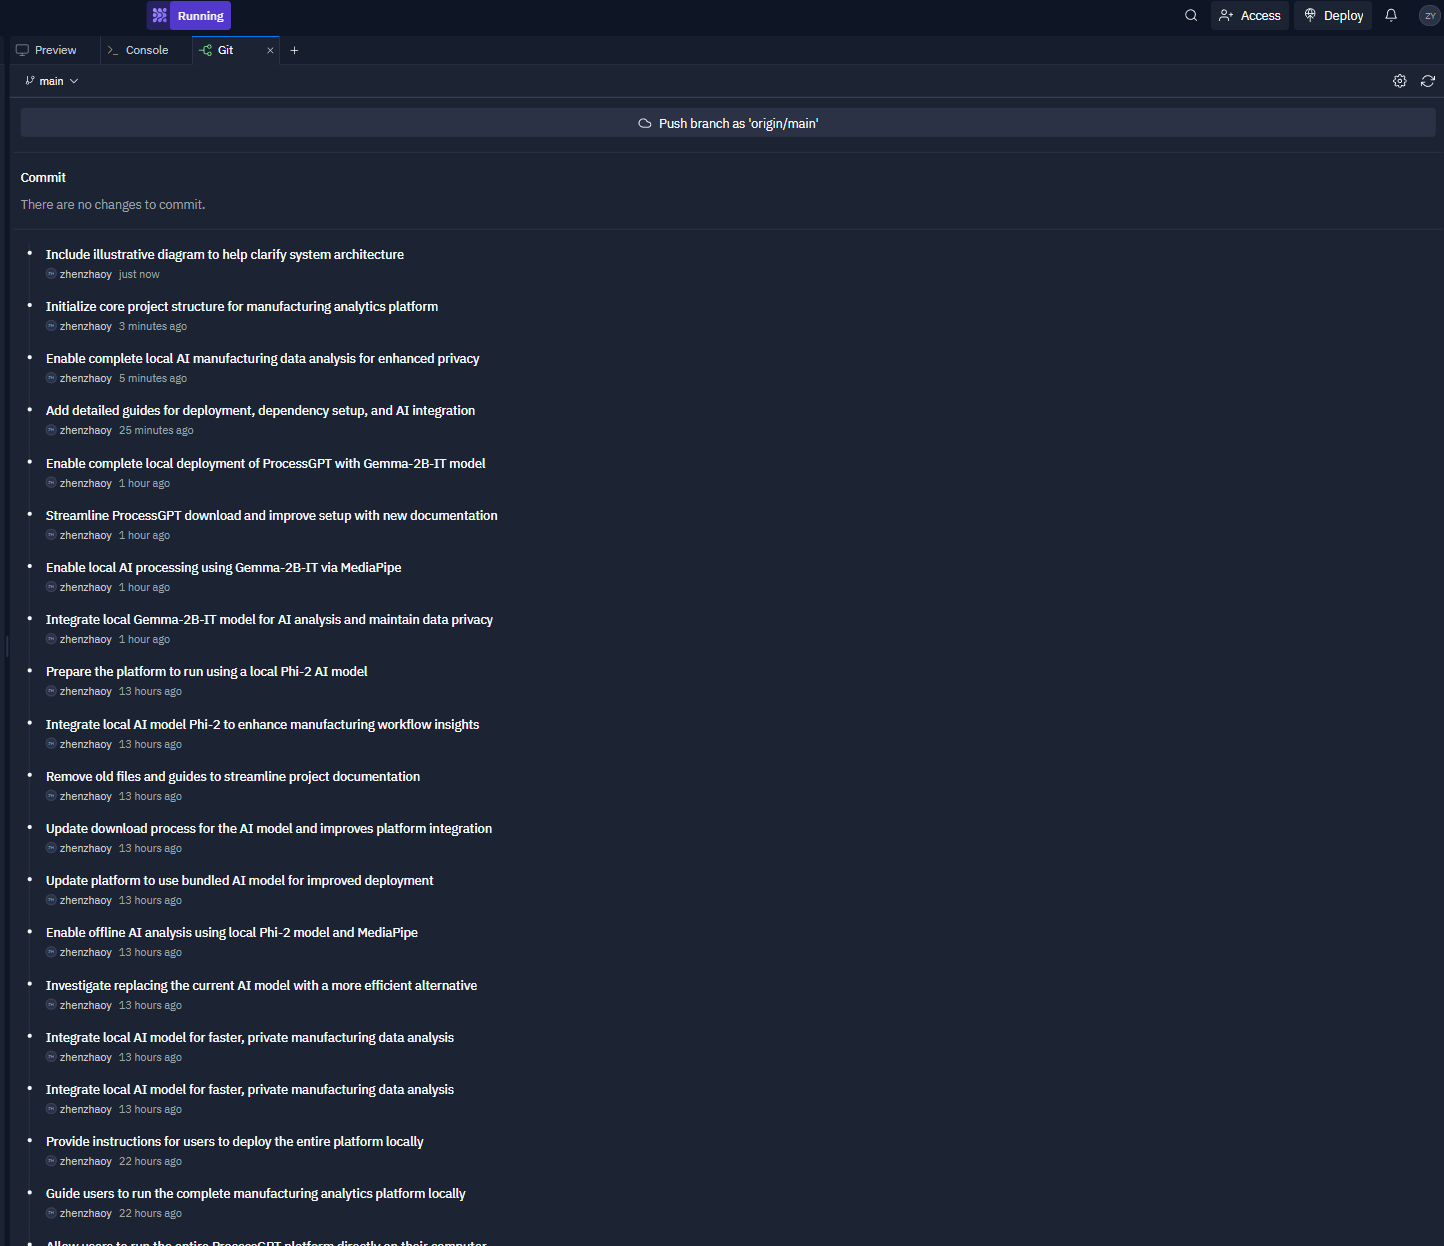 Running
Access
Deploy
ZY
Preview
Console
Git
main
Push branch as 'origin/main'
Commit
There are no changes to commit.
Include illustrative diagram to help clarify system architecture
zhenzhaoy just now
Initialize core project structure for manufacturing analytics platform
zhenzhaoy 3 minutes ago
Enable complete local AI manufacturing data analysis for enhanced privacy
zhenzhaoy 5 minutes ago
Add detailed guides for deployment, dependency setup, and AI integration
zhenzhaoy 25 minutes ago
Enable complete local deployment of ProcessGPT with Gemma-2B-IT model
zhenzhaoy 1 hour ago
Streamline ProcessGPT download and improve setup with new documentation
zhenzhaoy 1 hour ago
Enable local AI processing using Gemma-2B-IT via MediaPipe
zhenzhaoy 1 hour ago
Integrate local Gemma-2B-IT model for AI analysis and maintain data privacy
zhenzhaoy 1 hour ago
Prepare the platform to run using a local Phi-2 AI model
zhenzhaoy 13 hours ago
Integrate local AI model Phi-2 to enhance manufacturing workflow insights
zhenzhaoy 13 hours ago
Remove old files and guides to streamline project documentation
zhenzhaoy 13 hours ago
Update download process for the AI model and improves platform integration
zhenzhaoy 13 hours ago
Update platform to use bundled AI model for improved deployment
zhenzhaoy 13 hours ago
Enable offline AI analysis using local Phi-2 model and MediaPipe
zhenzhaoy 13 hours ago
Investigate replacing the current AI model with a more efficient alternative
zhenzhaoy 13 hours ago
Integrate local AI model for faster, private manufacturing data analysis
zhenzhaoy 13 hours ago
Integrate local AI model for faster, private manufacturing data analysis
zhenzhaoy 13 hours ago
Provide instructions for users to deploy the entire platform locally
zhenzhaoy 22 hours ago
Guide users to run the complete manufacturing analytics platform locally
zhenzhaoy 22 hours ago
Allow users to run the entire ProcessGPT platform directly on their computer